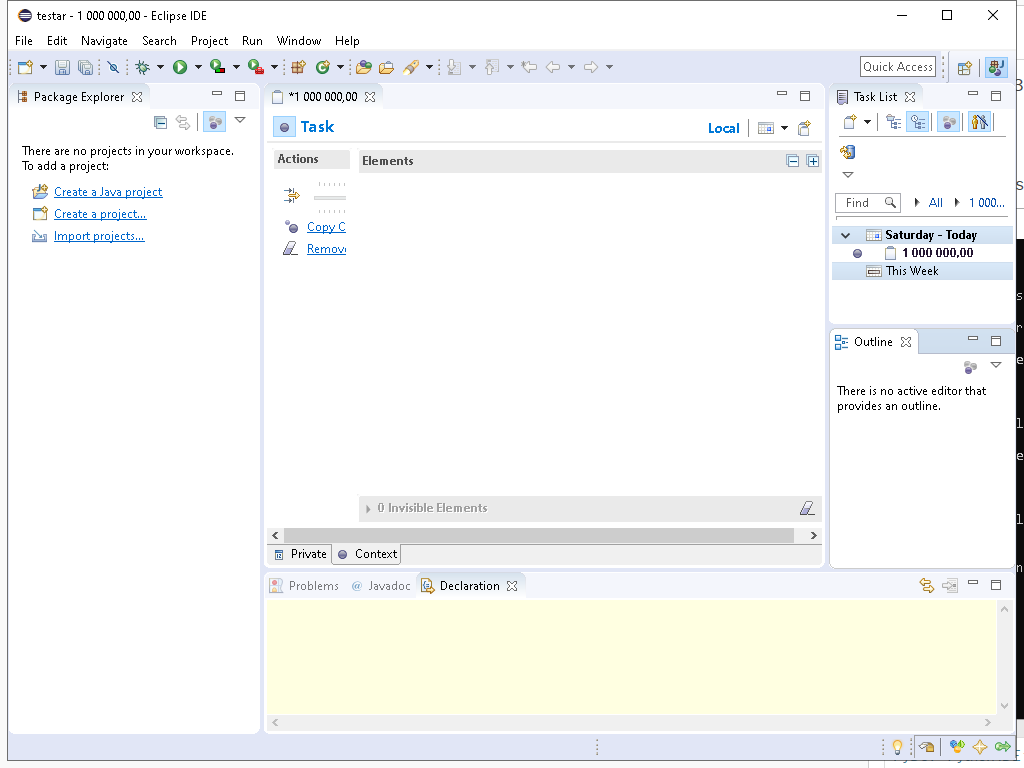 testar - 1 000 000,00 - Eclipse IDE
File Edit Navigate Search Project Run Window Help
Quick Access
Package Explorer
There are no projects in your workspace.
To add a project:
Create a Java project
Create a project...
Import projects...
*1 000 000,00
Task
Local
Actions
Elements
Copy C
Remov
0 Invisible Elements
Private Context
Problems @ Javadoc Declaration
Task List
Find All 1 000...
Saturday - Today
1 000 000,00
This Week
Outline
There is no active editor that
provides an outline.